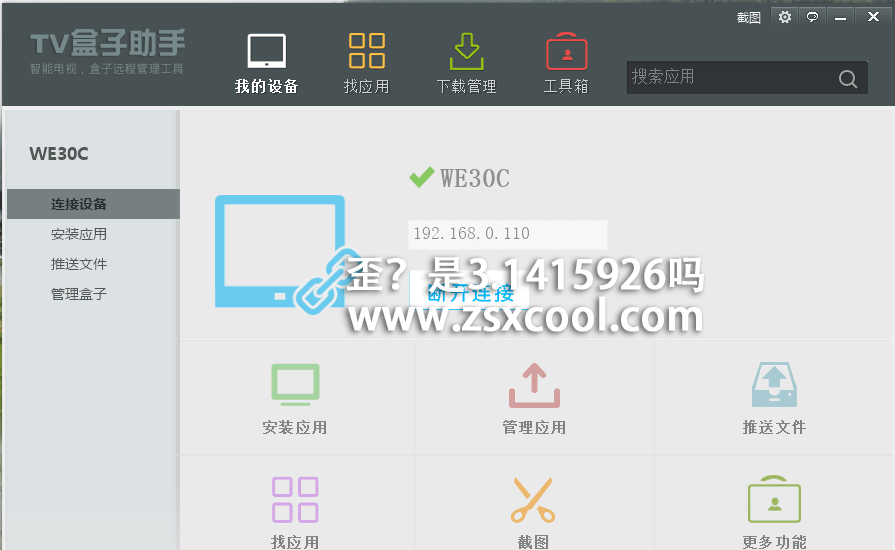 截图
TV盒子助手
智能电视，盒子远程管理工具
我的设备
找应用
下载管理
工具箱
搜索应用
WE30C
连接设备
安装应用
推送文件
管理盒子
WE30C
192.168.0.110
歪？是3.1415926吗
断开连接
www.zsxcool.com
安装应用
管理应用
推送文件
找应用
截图
更多功能